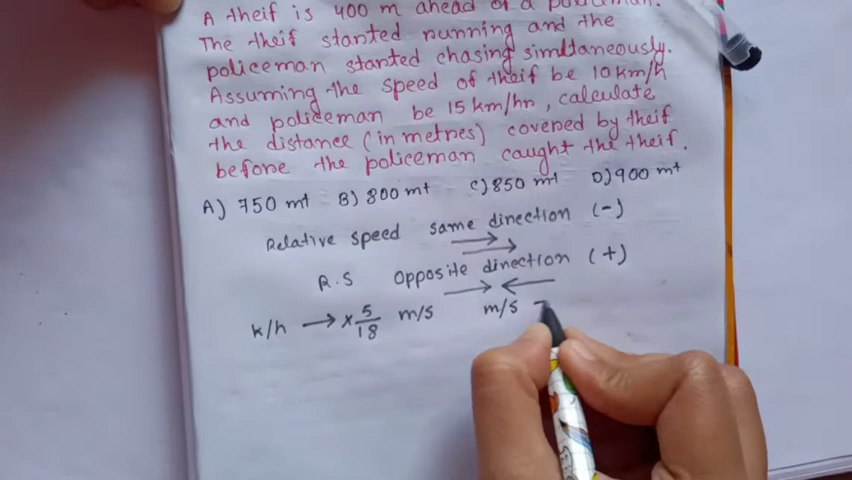 A theif is 400 m ahead of a policeman.
The theif started running and the
policeman started chasing simltaneously.
Assuming the speed of theif be 10 km/h
and policeman be 15 km/hr, calculate
the distance (in metres) covered by theif
before the policeman caught the theif.
A) 750 mt B) 800 mt C) 850 mt D) 900 mt
Relative speed same direction (-)
R.S opposite direction (+)
k/h → × 5/18 m/s m/s